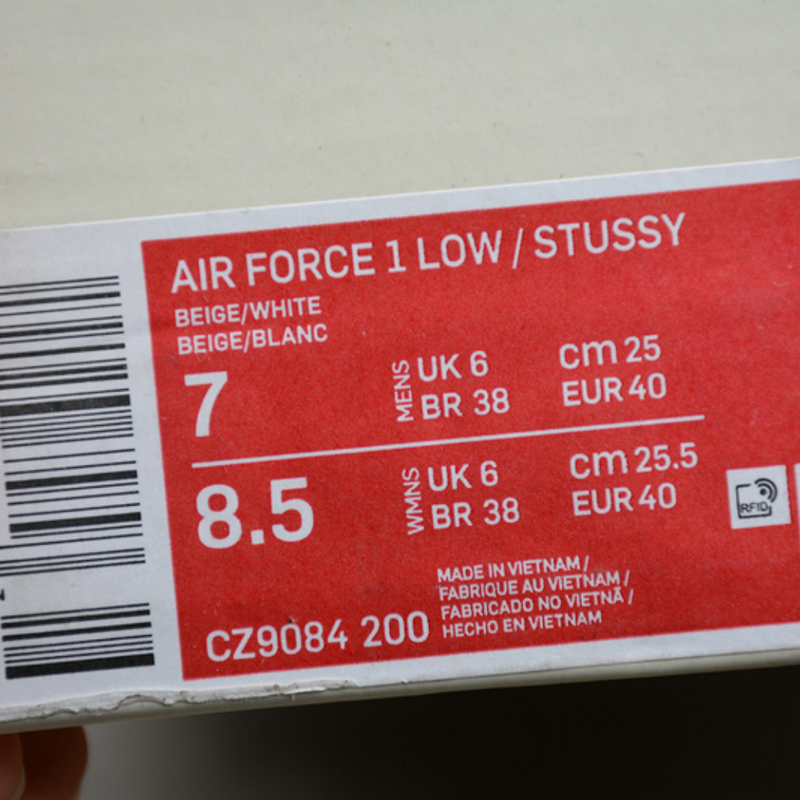 AIR FORCE 1 LOW / STUSSY
BEIGE/WHITE
BEIGE/BLANC
7 MENS UK 6 cm 25
BR 38 EUR 40
8.5 WMNS UK 6 cm 25.5
BR 38 EUR 40
RFID
MADE IN VIETNAM /
FABRIQUE AU VIETNAM /
FABRICADO NO VIETNÃ /
HECHO EN VIETNAM
CZ9084 200